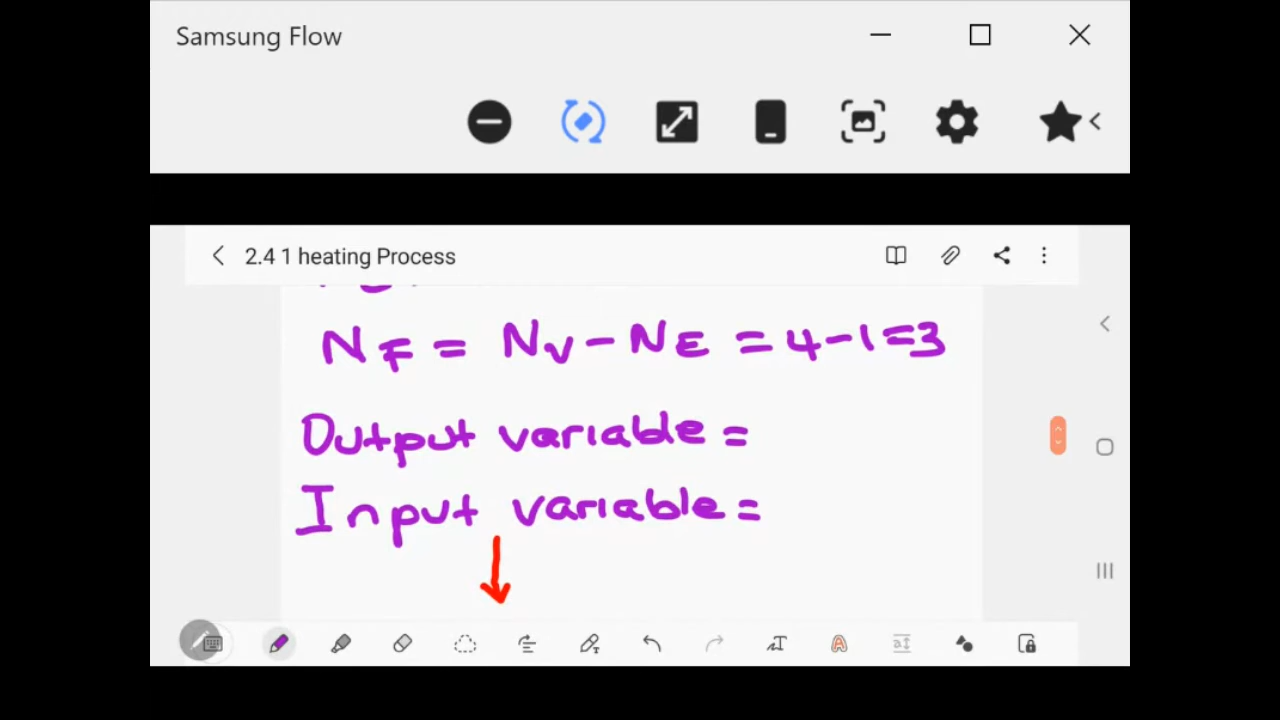 Samsung Flow
2.4 1 heating Process
NF = NV - NE = 4-1=3
Output variable =
Input variable =